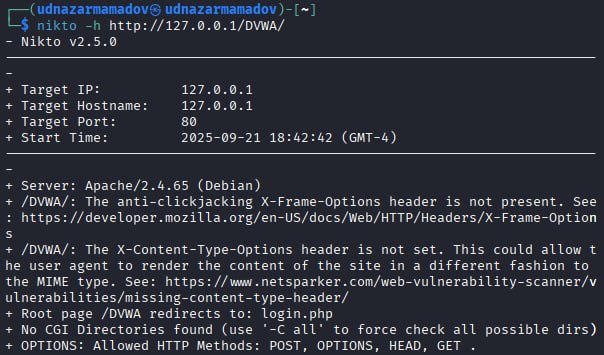 ┌──(udnazarmamadov㉿udnazarmamadov)-[~]
└─$ nikto -h http://127.0.0.1/DVWA/
- Nikto v2.5.0
---------------------------------------------------------------------------
-
+ Target IP:          127.0.0.1
+ Target Hostname:    127.0.0.1
+ Target Port:        80
+ Start Time:         2025-09-21 18:42:42 (GMT-4)
---------------------------------------------------------------------------
-
+ Server: Apache/2.4.65 (Debian)
+ /DVWA/: The anti-clickjacking X-Frame-Options header is not present. See
: https://developer.mozilla.org/en-US/docs/Web/HTTP/Headers/X-Frame-Option
s
+ /DVWA/: The X-Content-Type-Options header is not set. This could allow t
he user agent to render the content of the site in a different fashion to
the MIME type. See: https://www.netsparker.com/web-vulnerability-scanner/v
ulnerabilities/missing-content-type-header/
+ Root page /DVWA redirects to: login.php
+ No CGI Directories found (use '-C all' to force check all possible dirs)
+ OPTIONS: Allowed HTTP Methods: POST, OPTIONS, HEAD, GET .